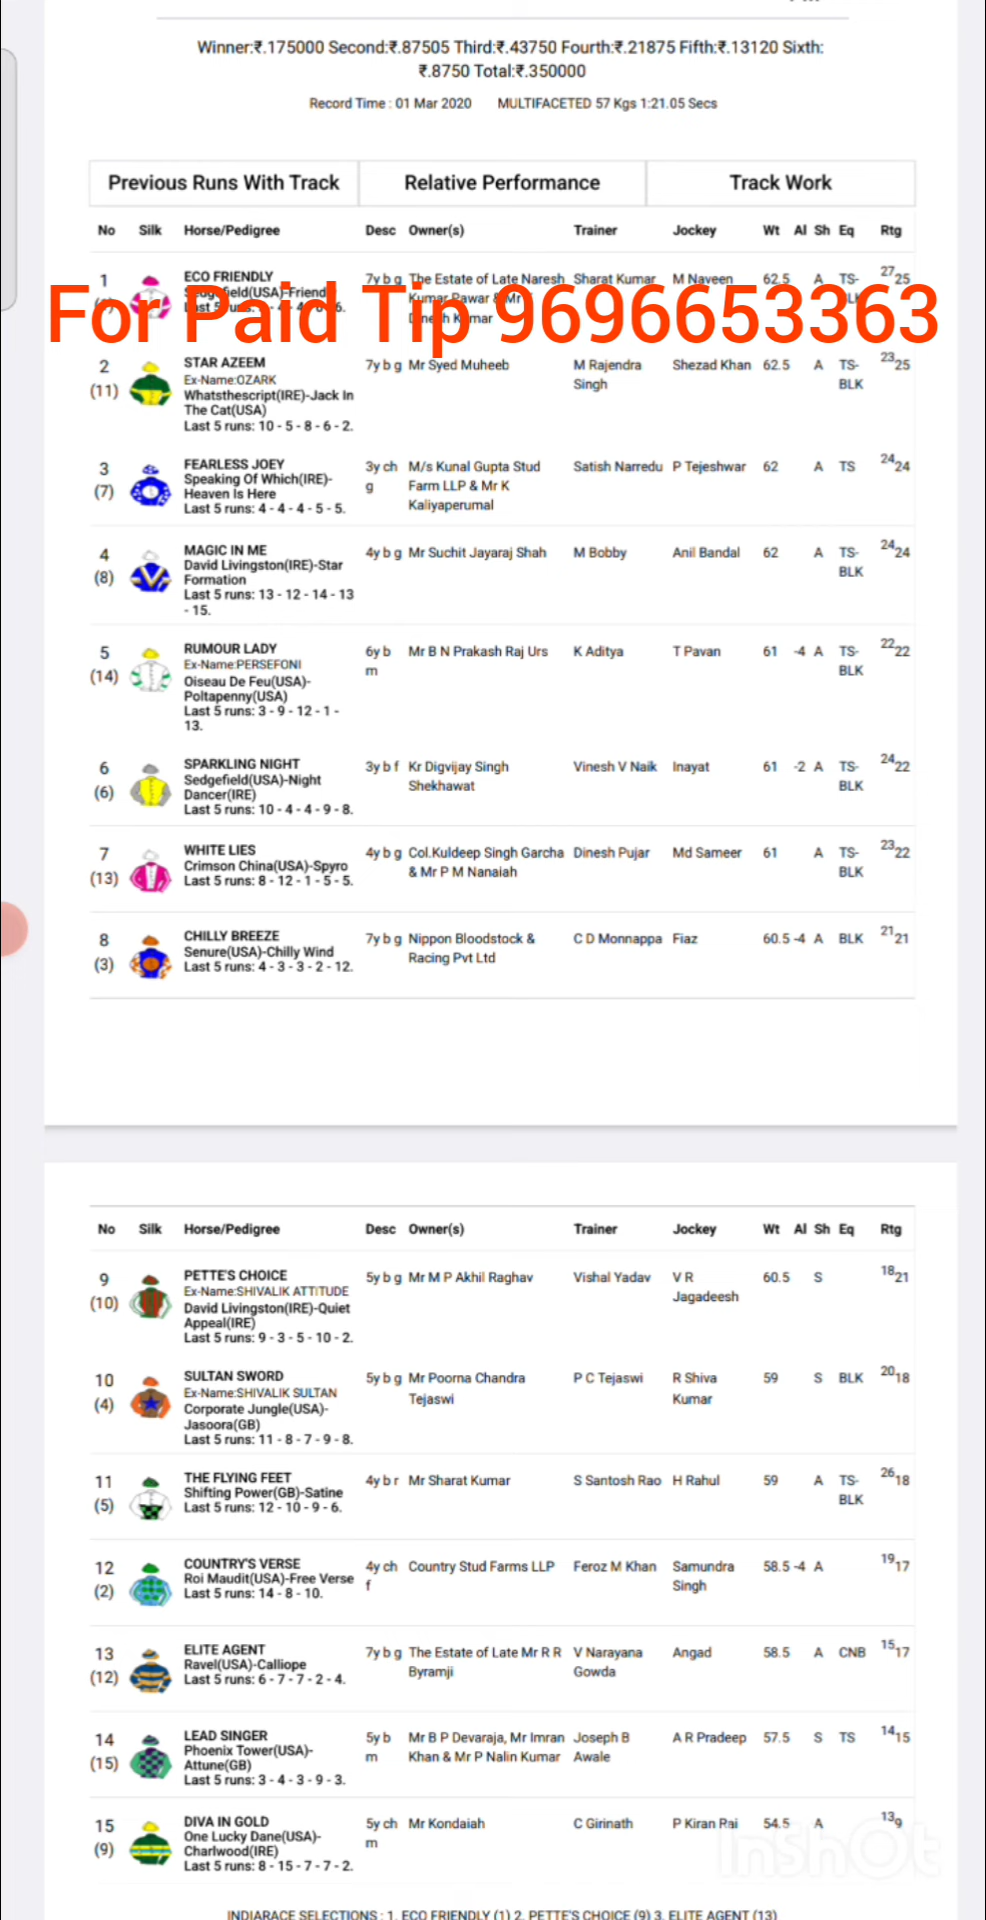 Winner:₹.175000 Second:₹.87505 Third:₹.43750 Fourth:₹.21875 Fifth:₹.13120 Sixth:
₹.8750 Total:₹.350000
Record Time : 01 Mar 2020 MULTIFACETED 57 Kgs 1:21.05 Secs
Previous Runs With Track Relative Performance Track Work
No Silk Horse/Pedigree Desc Owner(s) Trainer Jockey Wt Al Sh Eq Rtg
1 ECO FRIENDLY 7y b g The Estate of Late Naresh Sharat Kumar M Naveen 62.5 A TS- 27 25
Kumar Pawar & Mr
Dinesh Kumar
For Paid Tip 9696653363
2 STAR AZEEM 7y b g Mr Syed Muheeb M Rajendra Shezad Khan 62.5 A TS- 23 25
(11) Ex-Name:OZARK Singh BLK
Whatsthescript(IRE)-Jack In
The Cat(USA)
Last 5 runs: 10 - 5 - 8 - 6 - 2.
3 FEARLESS JOEY 3y ch M/s Kunal Gupta Stud Satish Narredu P Tejeshwar 62 A TS 24 24
(7) Speaking Of Which(IRE)- g Farm LLP & Mr K
Heaven Is Here Kaliyaperumal
Last 5 runs: 4 - 4 - 4 - 5 - 5.
4 MAGIC IN ME 4y b g Mr Suchit Jayaraj Shah M Bobby Anil Bandal 62 A TS- 24 24
(8) David Livingston(IRE)-Star BLK
Formation
Last 5 runs: 13 - 12 - 14 - 13
- 15.
5 RUMOUR LADY 6y b Mr B N Prakash Raj Urs K Aditya T Pavan 61 -4 A TS- 22 22
(14) Ex-Name:PERSEFONI m BLK
Oiseau De Feu(USA)-
Poltapenny(USA)
Last 5 runs: 3 - 9 - 12 - 1 -
13.
6 SPARKLING NIGHT 3y b f Kr Digvijay Singh Vinesh V Naik Inayat 61 -2 A TS- 24 22
(6) Sedgefield(USA)-Night Shekhawat BLK
Dancer(IRE)
Last 5 runs: 10 - 4 - 4 - 9 - 8.
7 WHITE LIES 4y b g Col.Kuldeep Singh Garcha Dinesh Pujar Md Sameer 61 A TS- 23 22
(13) Crimson China(USA)-Spyro & Mr P M Nanaiah BLK
Last 5 runs: 8 - 12 - 1 - 5 - 5.
8 CHILLY BREEZE 7y b g Nippon Bloodstock & C D Monnappa Fiaz 60.5 -4 A BLK 21 21
(3) Senure(USA)-Chilly Wind Racing Pvt Ltd
Last 5 runs: 4 - 3 - 3 - 2 - 12.
No Silk Horse/Pedigree Desc Owner(s) Trainer Jockey Wt Al Sh Eq Rtg
9 PETTE'S CHOICE 5y b g Mr M P Akhil Raghav Vishal Yadav V R 60.5 S 18 21
(10) Ex-Name:SHIVALIK ATTITUDE Jagadeesh
David Livingston(IRE)-Quiet
Appeal(IRE)
Last 5 runs: 9 - 3 - 5 - 10 - 2.
10 SULTAN SWORD 5y b g Mr Poorna Chandra P C Tejaswi R Shiva 59 S BLK 20 18
(4) Ex-Name:SHIVALIK SULTAN Tejaswi Kumar
Corporate Jungle(USA)-
Jasoora(GB)
Last 5 runs: 11 - 8 - 7 - 9 - 8.
11 THE FLYING FEET 4y b r Mr Sharat Kumar S Santosh Rao H Rahul 59 A TS- 26 18
(5) Shifting Power(GB)-Satine BLK
Last 5 runs: 12 - 10 - 9 - 6.
12 COUNTRY'S VERSE 4y ch Country Stud Farms LLP Feroz M Khan Samundra 58.5 -4 A 19 17
(2) Roi Maudit(USA)-Free Verse f Singh
Last 5 runs: 14 - 8 - 10.
13 ELITE AGENT 7y b g The Estate of Late Mr R R V Narayana Angad 58.5 A CNB 15 17
(12) Ravel(USA)-Calliope Byramji Gowda
Last 5 runs: 6 - 7 - 7 - 2 - 4.
14 LEAD SINGER 5y b Mr B P Devaraja, Mr Imran Joseph B A R Pradeep 57.5 S TS 14 15
(15) Phoenix Tower(USA)- m Khan & Mr P Nalin Kumar Awale
Attune(GB)
Last 5 runs: 3 - 4 - 3 - 9 - 3.
15 DIVA IN GOLD 5y ch Mr Kondaiah C Girinath P Kiran Rai 54.5 A 13 9
(9) One Lucky Dane(USA)- m
Charlwood(IRE)
Last 5 runs: 8 - 15 - 7 - 7 - 2.
InShOt
INDIARACE SELECTIONS : 1. ECO FRIENDLY (1) 2. PETTE'S CHOICE (9) 3. ELITE AGENT (13)